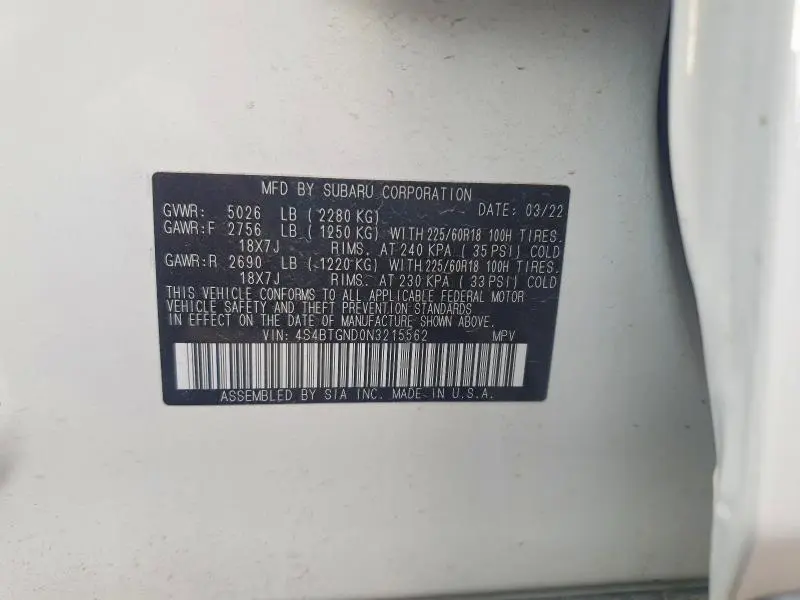 MFD BY SUBARU CORPORATION
GVWR: 5026 LB ( 2280 KG) DATE: 03/22
GAWR:F 2756 LB ( 1250 KG) WITH 225/60R18 100H TIRES.
18X7J RIMS. AT 240 KPA ( 35 PSI) COLD
GAWR:R 2690 LB ( 1220 KG) WITH 225/60R18 100H TIRES.
18X7J RIMS. AT 230 KPA ( 33 PSI) COLD
THIS VEHICLE CONFORMS TO ALL APPLICABLE FEDERAL MOTOR
VEHICLE SAFETY AND THEFT PREVENTION STANDARDS
IN EFFECT ON THE DATE OF MANUFACTURE SHOWN ABOVE.
VIN: 4S4BTGND0N3215562 MPV
ASSEMBLED BY SIA INC. MADE IN U.S.A.